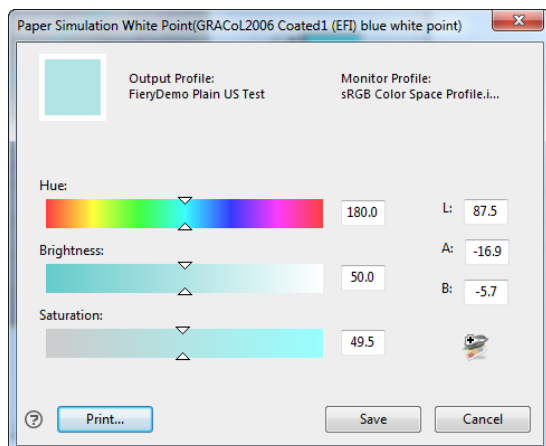 Paper Simulation White Point(GRACoL2006 Coated1 (EFI) blue white point)
Output Profile:
FieryDemo Plain US Test
Monitor Profile:
sRGB Color Space Profile.i...
Hue:
180.0
L: 87.5
Brightness:
A: -16.9
50.0
B: -5.7
Saturation:
49.5
? Print... Save Cancel